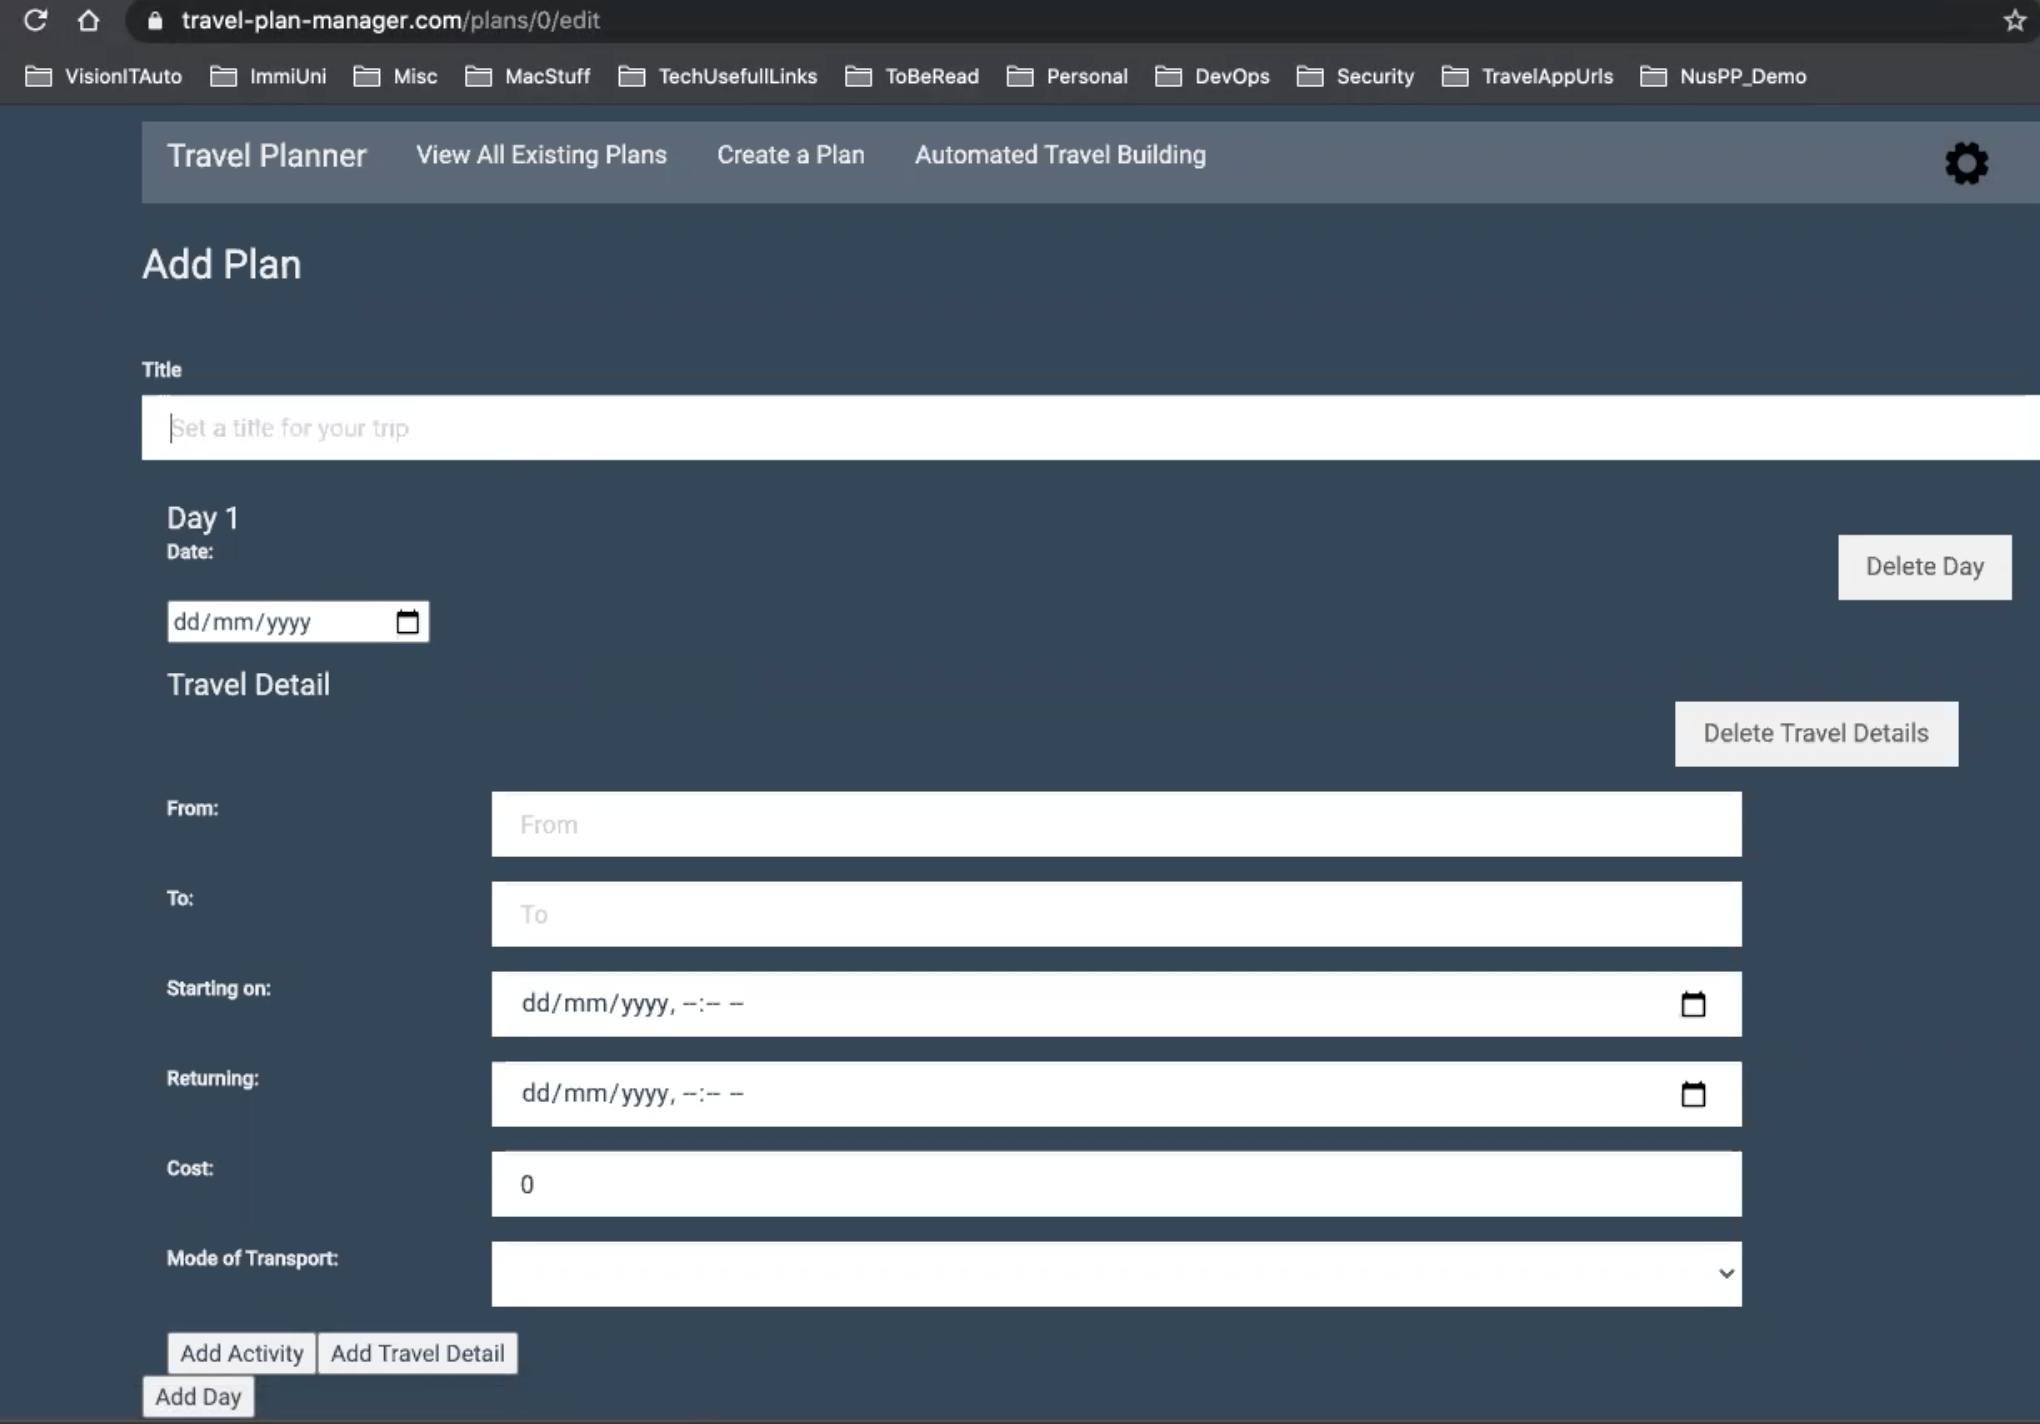 travel-plan-manager.com/plans/0/edit
VisionITAuto ImmiUni Misc MacStuff TechUsefullLinks ToBeRead Personal DevOps Security TravelAppUrls NusPP_Demo
Travel Planner View All Existing Plans Create a Plan Automated Travel Building
Add Plan
Title
Set a title for your trip
Day 1
Date:
Delete Day
dd/mm/yyyy
Travel Detail
Delete Travel Details
From: From
To: To
Starting on: dd/mm/yyyy, --:-- --
Returning: dd/mm/yyyy, --:-- --
Cost: 0
Mode of Transport:
Add Activity Add Travel Detail
Add Day